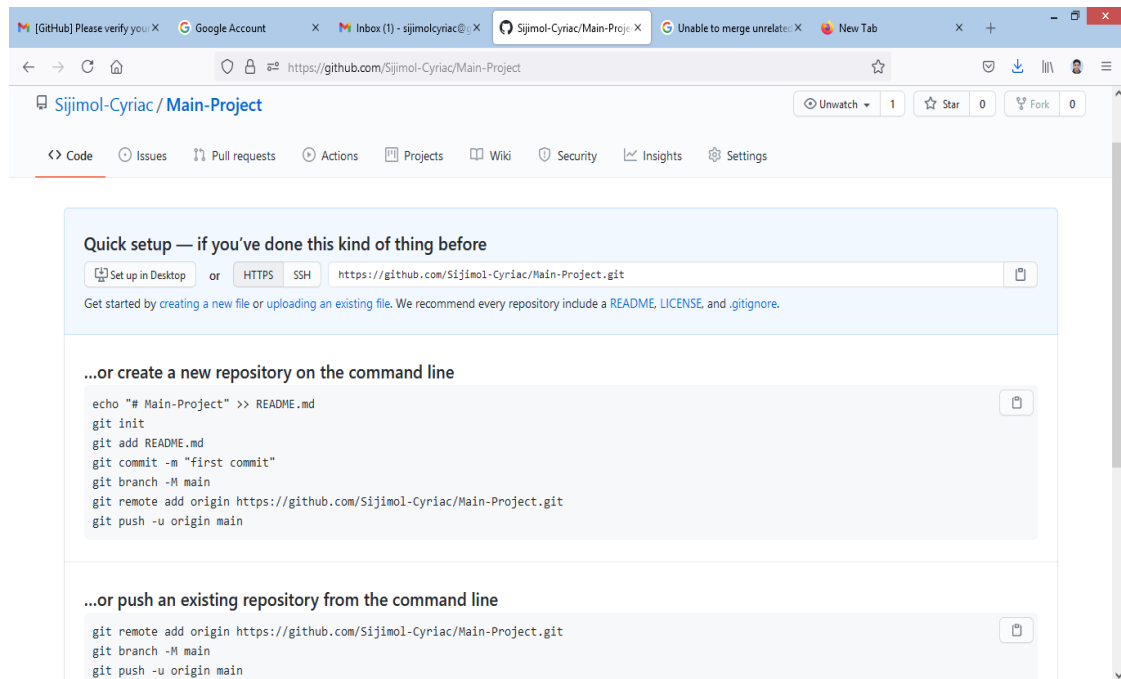 [GitHub] Please verify your
Google Account
Inbox (1) - sijimolcyriac@g
Sijimol-Cyriac/Main-Proje
Unable to merge unrelated
New Tab
https://github.com/Sijimol-Cyriac/Main-Project
Sijimol-Cyriac / Main-Project
Unwatch 1
Star 0
Fork 0
<> Code
Issues
Pull requests
Actions
Projects
Wiki
Security
Insights
Settings
Quick setup — if you've done this kind of thing before
Set up in Desktop or HTTPS SSH https://github.com/Sijimol-Cyriac/Main-Project.git
Get started by creating a new file or uploading an existing file. We recommend every repository include a README, LICENSE, and .gitignore.
...or create a new repository on the command line
echo "# Main-Project" >> README.md
git init
git add README.md
git commit -m "first commit"
git branch -M main
git remote add origin https://github.com/Sijimol-Cyriac/Main-Project.git
git push -u origin main
...or push an existing repository from the command line
git remote add origin https://github.com/Sijimol-Cyriac/Main-Project.git
git branch -M main
git push -u origin main